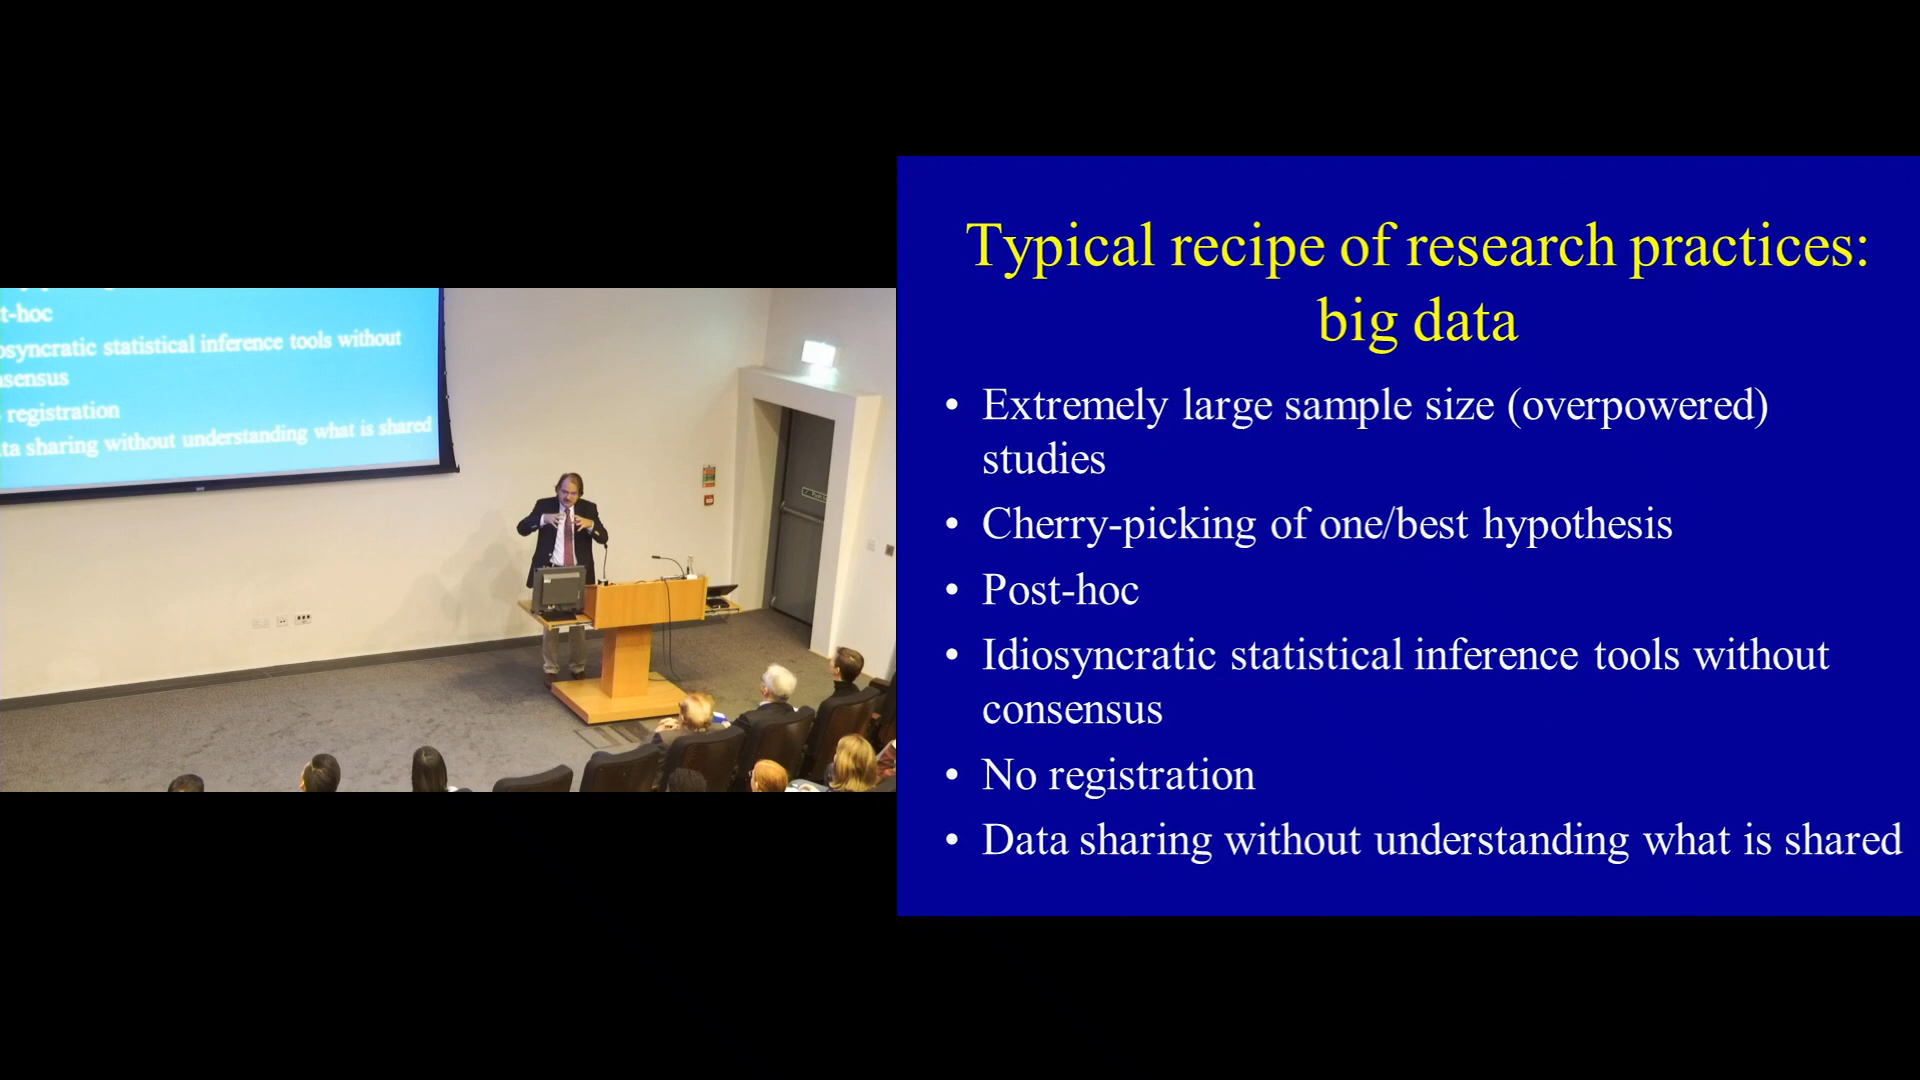 t-hoc
osyncratic statistical inference tools without
nsensus
registration
ta sharing without understanding what is shared
Typical recipe of research practices:
big data
• Extremely large sample size (overpowered)
studies
• Cherry-picking of one/best hypothesis
• Post-hoc
• Idiosyncratic statistical inference tools without
consensus
• No registration
• Data sharing without understanding what is shared